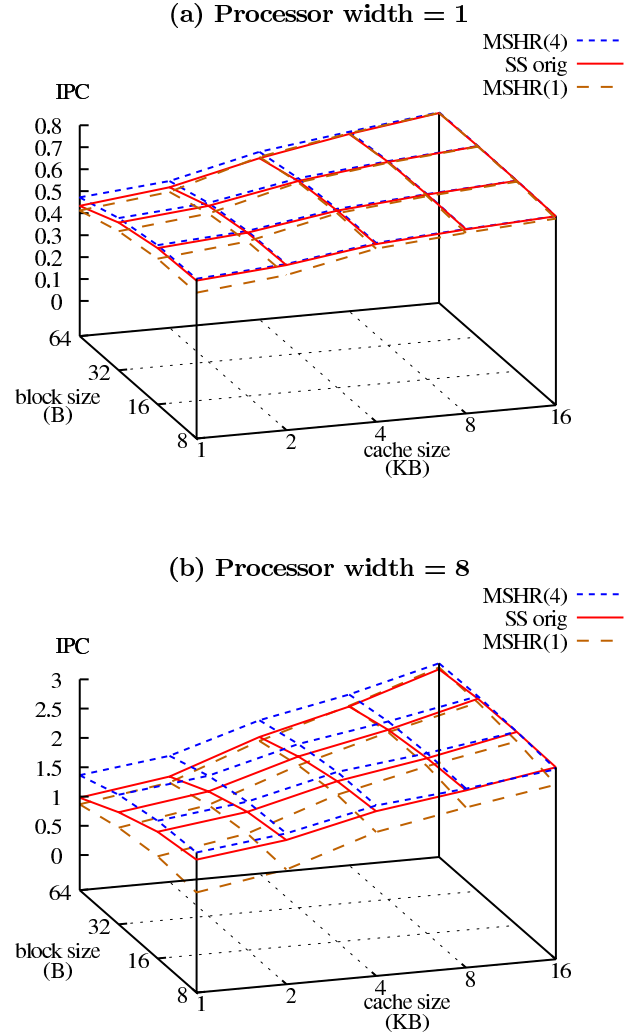 (a) Processor width = 1
MSHR(4)
SS orig
MSHR(1)
IPC
0.8
0.7
0.6
0.5
0.4
0.3
0.2
0.1
0
64
32
block size
(B)
16
8
1
2
4
8
16
cache size
(KB)
(b) Processor width = 8
MSHR(4)
SS orig
MSHR(1)
IPC
3
2.5
2
1.5
1
0.5
0
64
32
block size
(B)
16
8
1
2
4
8
16
cache size
(KB)